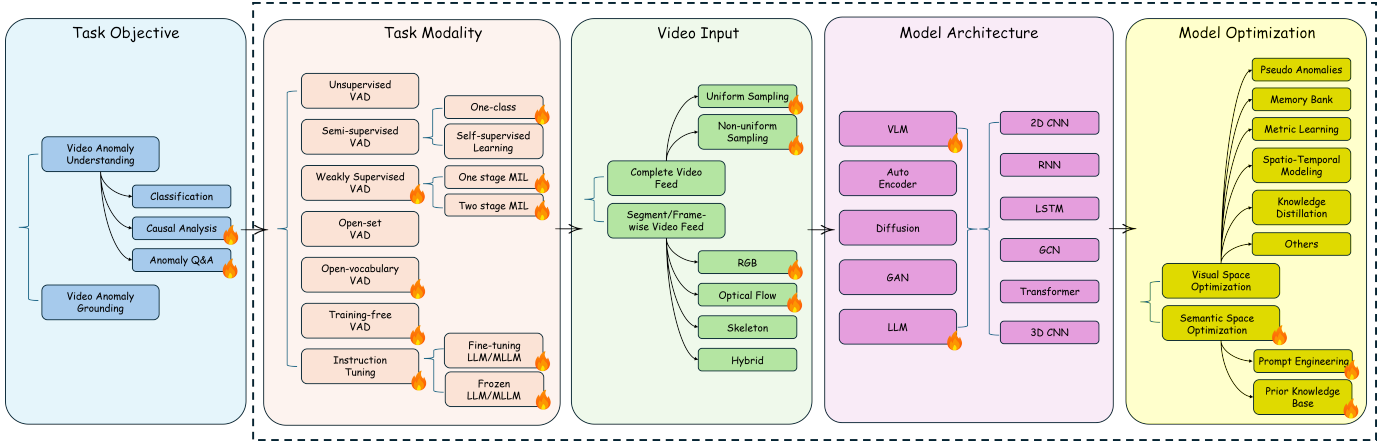 Task Objective
Video Anomaly
Understanding
Classification
Causal Analysis
Anomaly Q&A
Video Anomaly
Grounding
Task Modality
Unsupervised
VAD
Semi-supervised
VAD
One-class
Self-supervised
Learning
Weakly Supervised
VAD
One stage MIL
Two stage MIL
Open-set
VAD
Open-vocabulary
VAD
Training-free
VAD
Instruction
Tuning
Fine-tuning
LLM/MLLM
Frozen
LLM/MLLM
Video Input
Uniform Sampling
Non-uniform
Sampling
Complete Video
Feed
Segment/Frame-
wise Video Feed
RGB
Optical Flow
Skeleton
Hybrid
Model Architecture
VLM
Auto
Encoder
Diffusion
GAN
LLM
2D CNN
RNN
LSTM
GCN
Transformer
3D CNN
Model Optimization
Pseudo Anomalies
Memory Bank
Metric Learning
Spatio-Temporal
Modeling
Knowledge
Distillation
Others
Visual Space
Optimization
Semantic Space
Optimization
Prompt Engineering
Prior Knowledge
Base